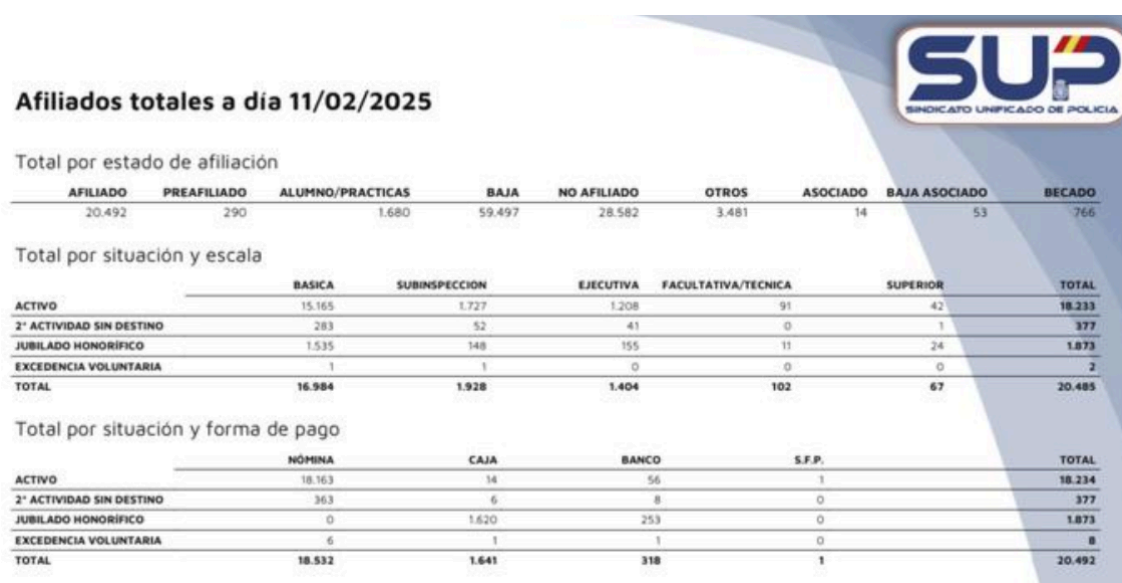 SUP
SINDICATO UNIFICADO DE POLICIA
Afiliados totales a día 11/02/2025
Total por estado de afiliación
AFILIADO PREAFILIADO ALUMNO/PRACTICAS BAJA NO AFILIADO OTROS ASOCIADO BAJA ASOCIADO BECADO
20.492 290 1.680 59.497 28.582 3.481 14 53 766
Total por situación y escala
BASICA SUBINSPECCION EJECUTIVA FACULTATIVA/TECNICA SUPERIOR TOTAL
ACTIVO 15.165 1.727 1.208 91 42 18.233
2ª ACTIVIDAD SIN DESTINO 283 52 41 0 1 377
JUBILADO HONORÍFICO 1.535 148 155 11 24 1.873
EXCEDENCIA VOLUNTARIA 1 1 0 0 0 2
TOTAL 16.984 1.928 1.404 102 67 20.485
Total por situación y forma de pago
NÓMINA CAJA BANCO S.F.P. TOTAL
ACTIVO 18.163 14 56 1 18.234
2ª ACTIVIDAD SIN DESTINO 363 6 8 0 377
JUBILADO HONORÍFICO 0 1.620 253 0 1.873
EXCEDENCIA VOLUNTARIA 6 1 1 0 8
TOTAL 18.532 1.641 318 1 20.492